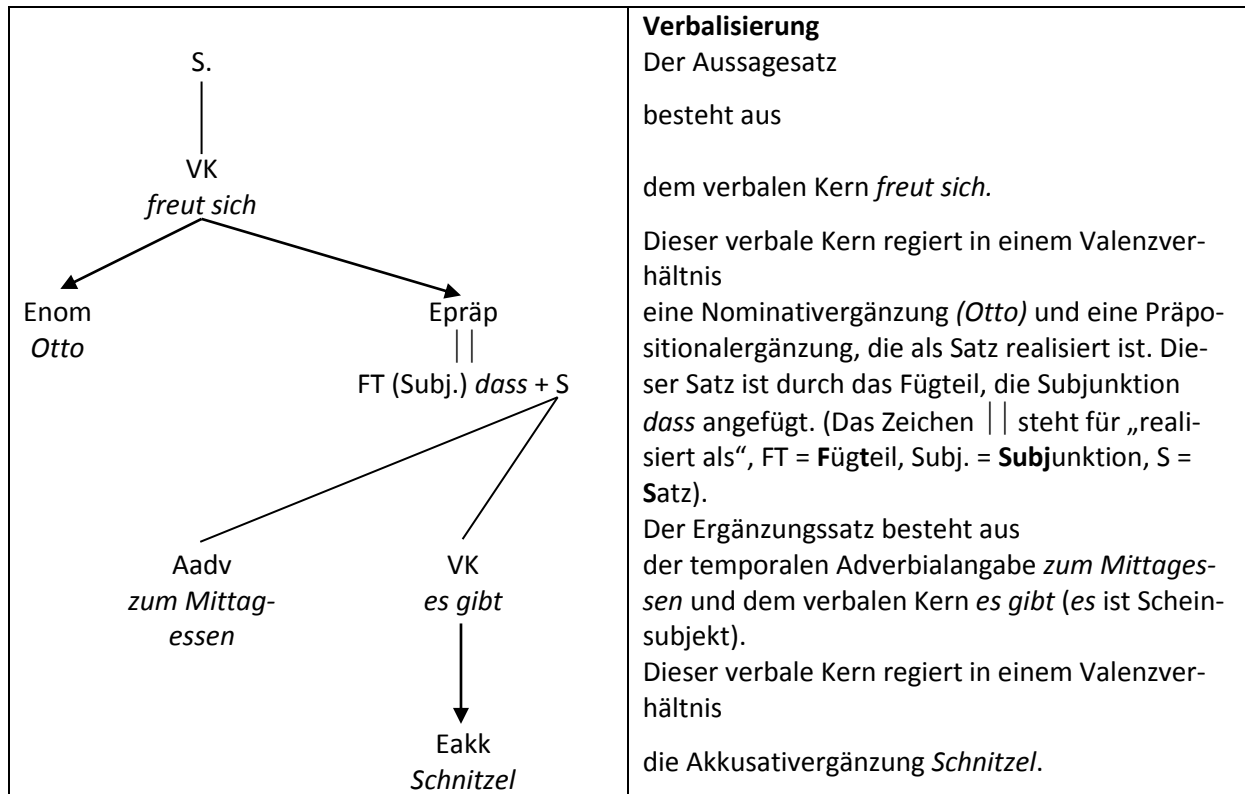 S.
VK
freut sich
Enom
Otto
Epräp
||
FT (Subj.) dass + S
Aadv
zum Mittag-
essen
VK
es gibt
Eakk
Schnitzel
Verbalisierung
Der Aussagesatz
besteht aus
dem verbalen Kern freut sich.
Dieser verbale Kern regiert in einem Valenzver-
hältnis
eine Nominativergänzung (Otto) und eine Präpo-
sitionalergänzung, die als Satz realisiert ist. Die-
ser Satz ist durch das Fügteil, die Subjunktion
dass angefügt. (Das Zeichen || steht für „reali-
siert als“, FT = Fügteil, Subj. = Subjunktion, S =
Satz).
Der Ergänzungssatz besteht aus
der temporalen Adverbialangabe zum Mittages-
sen und dem verbalen Kern es gibt (es ist Schein-
subjekt).
Dieser verbale Kern regiert in einem Valenzver-
hältnis
die Akkusativergänzung Schnitzel.